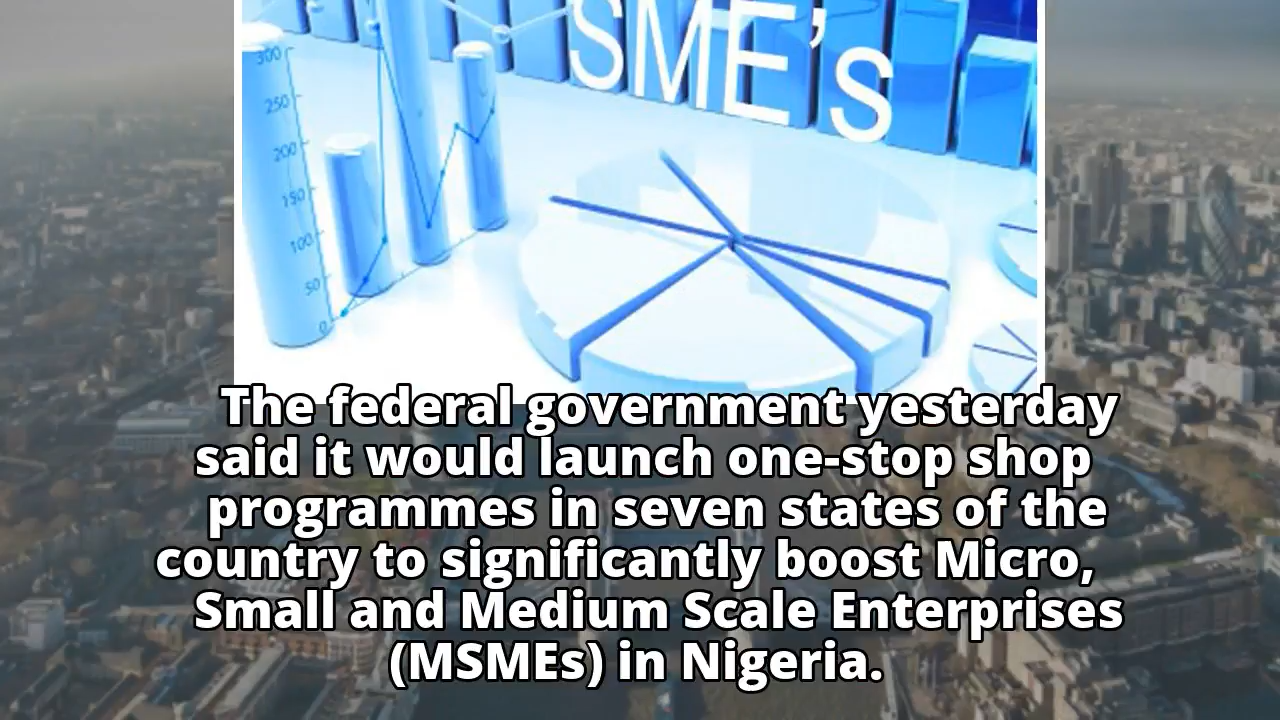 SME's
300
250
200
150
100
50
0
The federal government yesterday
said it would launch one-stop shop
programmes in seven states of the
country to significantly boost Micro,
Small and Medium Scale Enterprises
(MSMEs) in Nigeria.